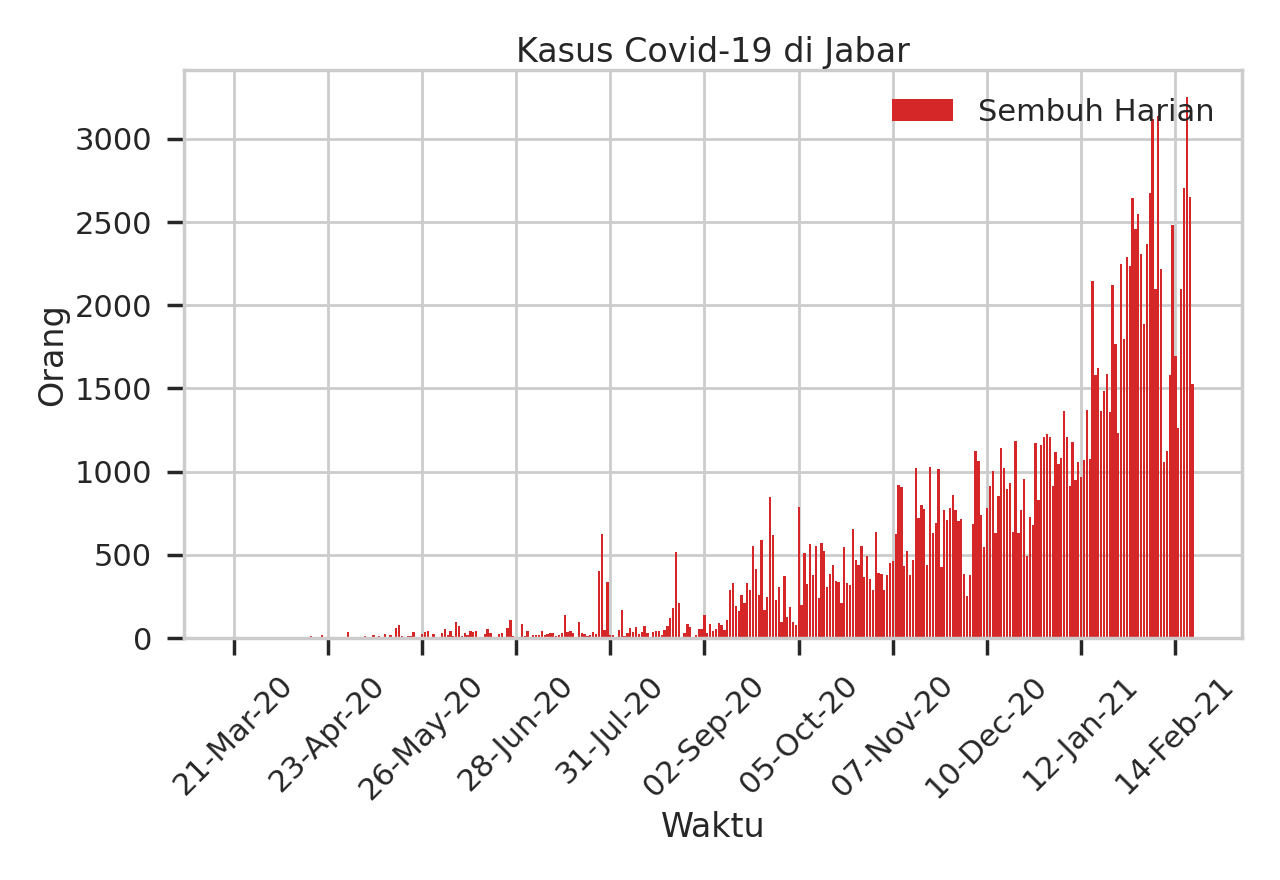 Kasus Covid-19 di Jabar
Sembuh Harian
Orang
3000
2500
2000
1500
1000
500
0
21-Mar-20
23-Apr-20
26-May-20
28-Jun-20
31-Jul-20
02-Sep-20
05-Oct-20
07-Nov-20
10-Dec-20
12-Jan-21
14-Feb-21
Waktu